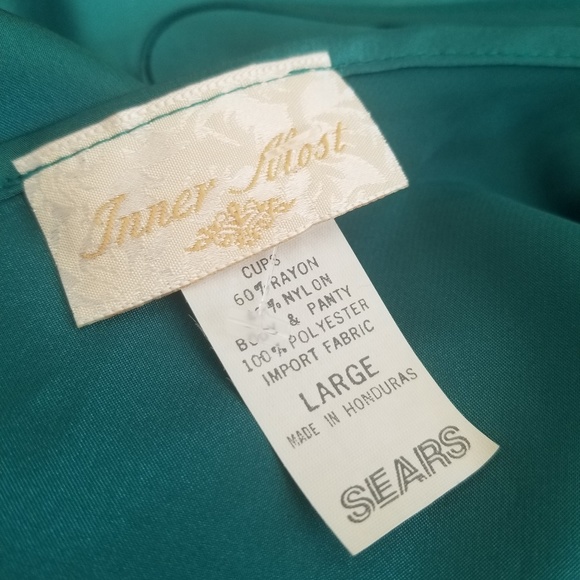 Inner Most
CUPS
60% RAYON
% NYLON
& PANTY
100% POLYESTER
IMPORT FABRIC
LARGE
MADE IN HONDURAS
SEARS